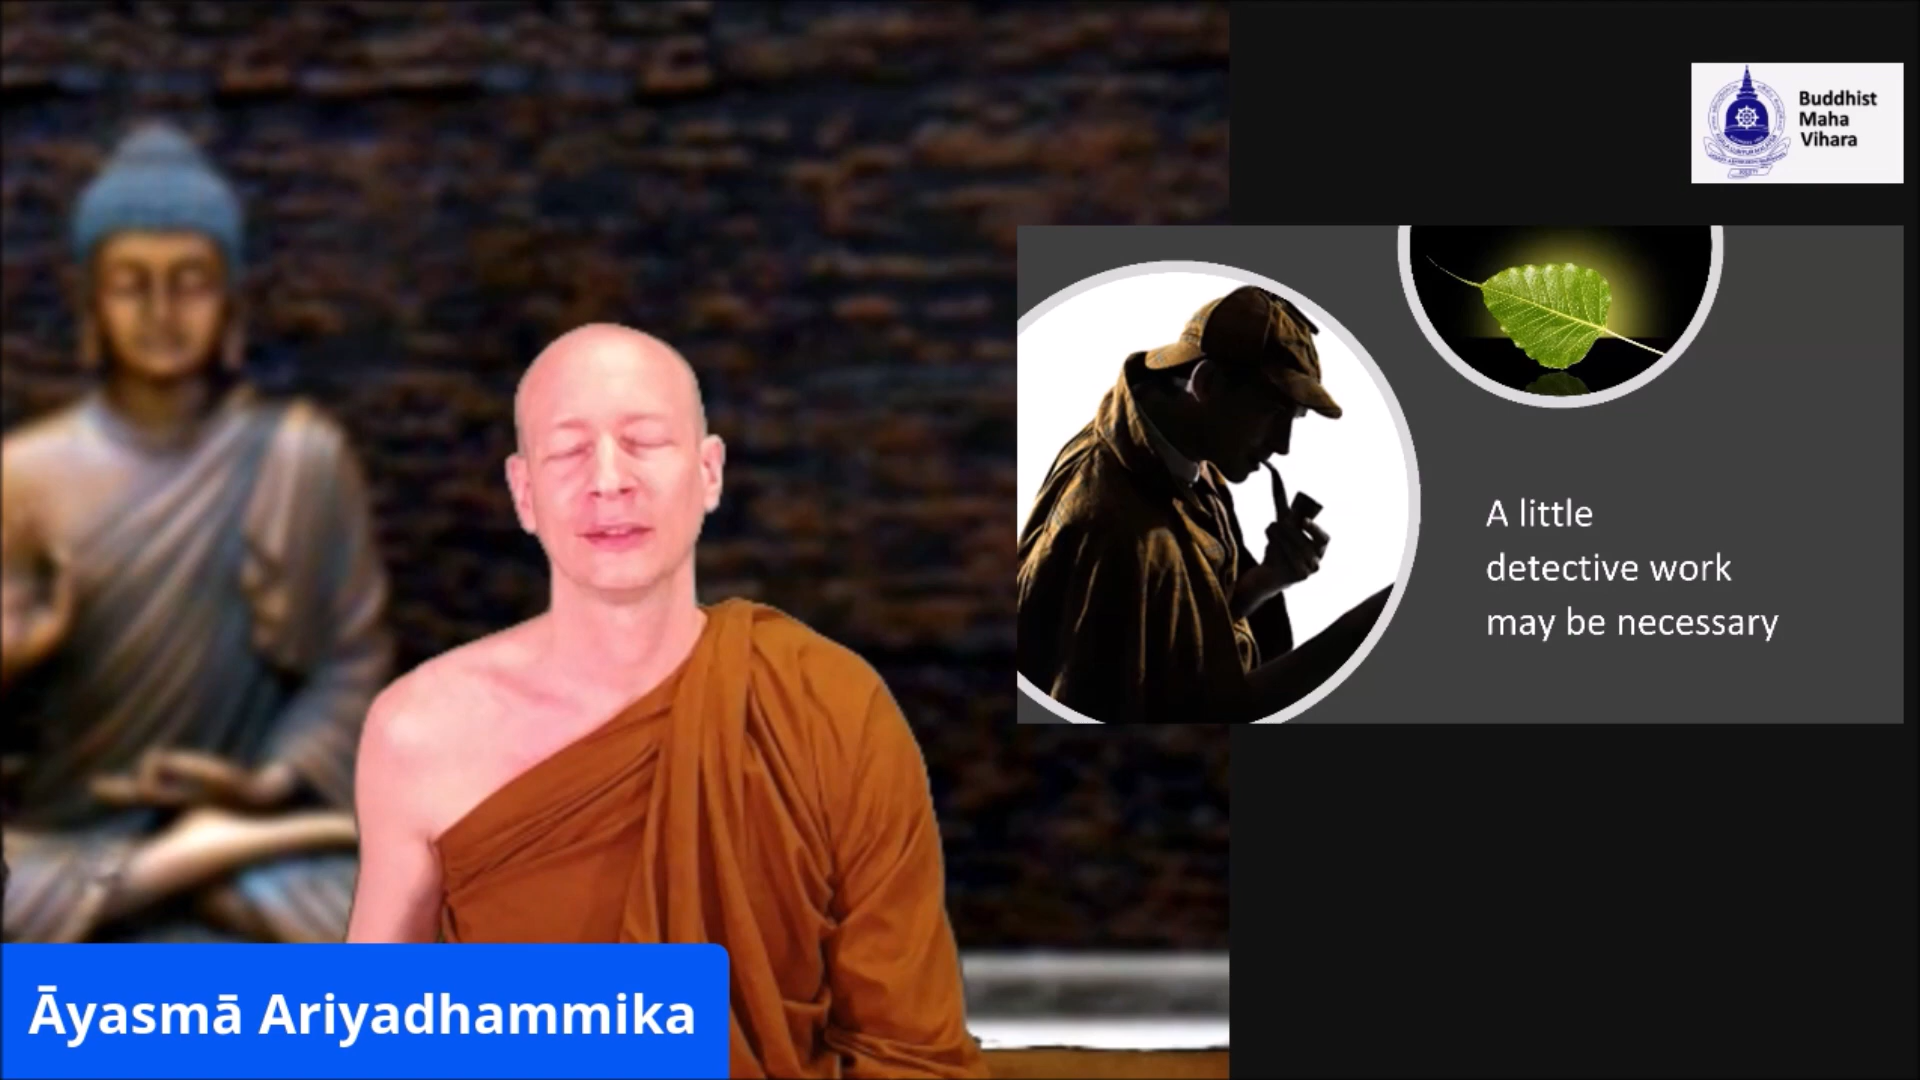 Buddhist
Maha
Vihara
A little
detective work
may be necessary
Āyasmā Ariyadhammika